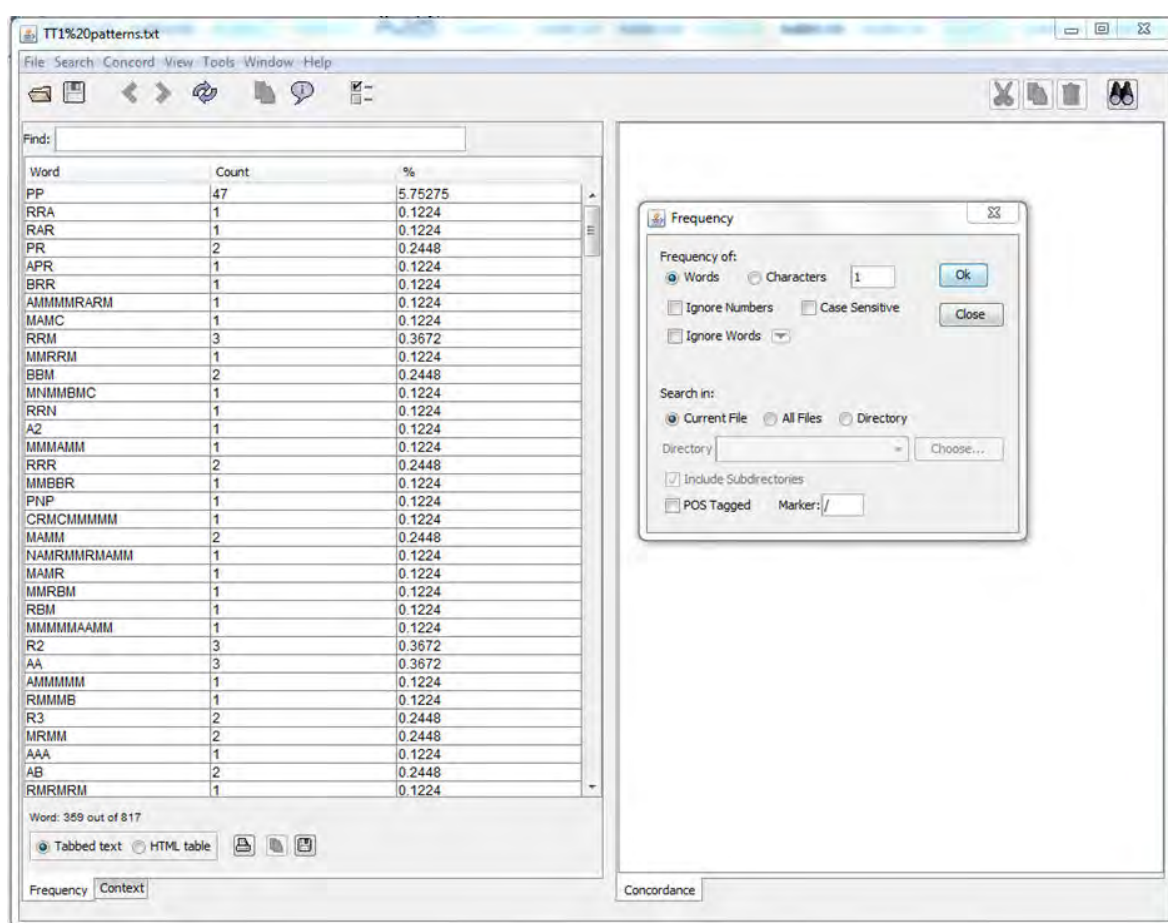 TT1%20patterns.txt
File Search Concord View Tools Window Help
Find:
Word Count %
PP 47 5.75275
RRA 1 0.1224
RAR 1 0.1224
PR 2 0.2448
APR 1 0.1224
BRR 1 0.1224
AMMMMRARM 1 0.1224
MAMC 1 0.1224
RRM 3 0.3672
MMRRM 1 0.1224
BBM 2 0.2448
MNMMBMC 1 0.1224
RRN 1 0.1224
A2 1 0.1224
MMMAMM 1 0.1224
RRR 2 0.2448
MMBBR 1 0.1224
PNP 1 0.1224
CRMCMMMMM 1 0.1224
MAMM 2 0.2448
NAMRMMRMAMM 1 0.1224
MAMR 1 0.1224
MMRBM 1 0.1224
RBM 1 0.1224
MMMMMAAMM 1 0.1224
R2 3 0.3672
AA 3 0.3672
AMMMMM 1 0.1224
RMMMB 1 0.1224
R3 2 0.2448
MRMM 2 0.2448
AAA 1 0.1224
AB 2 0.2448
RMRMRM 1 0.1224
Word: 359 out of 817
Tabbed text HTML table
Frequency Context
Frequency
Frequency of:
Words Characters 1 Ok
Ignore Numbers Case Sensitive Close
Ignore Words
Search in:
Current File All Files Directory
Directory Choose...
Include Subdirectories
POS Tagged Marker: /
Concordance